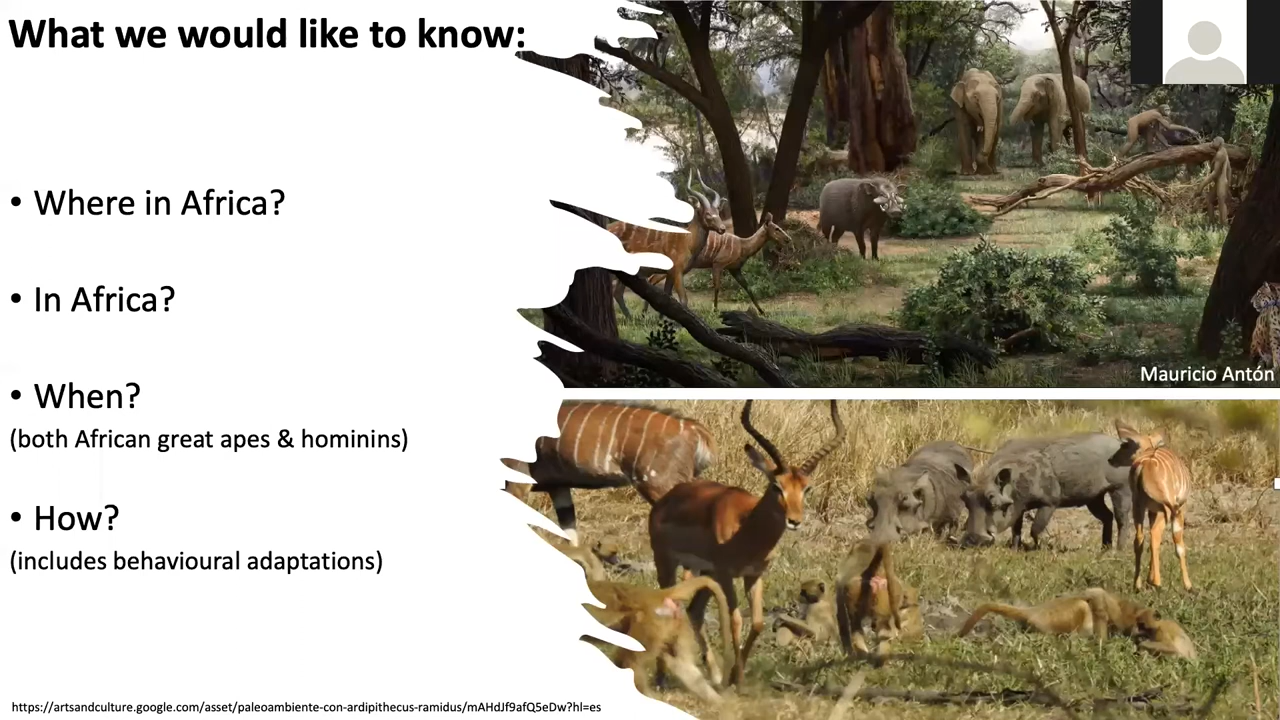 What we would like to know:
• Where in Africa?
• In Africa?
• When?
(both African great apes & hominins)
• How?
(includes behavioural adaptations)
Mauricio Antón
https://artsandculture.google.com/asset/paleoambiente-con-ardipithecus-ramidus/mAHdJf9afQ5eDw?hl=es